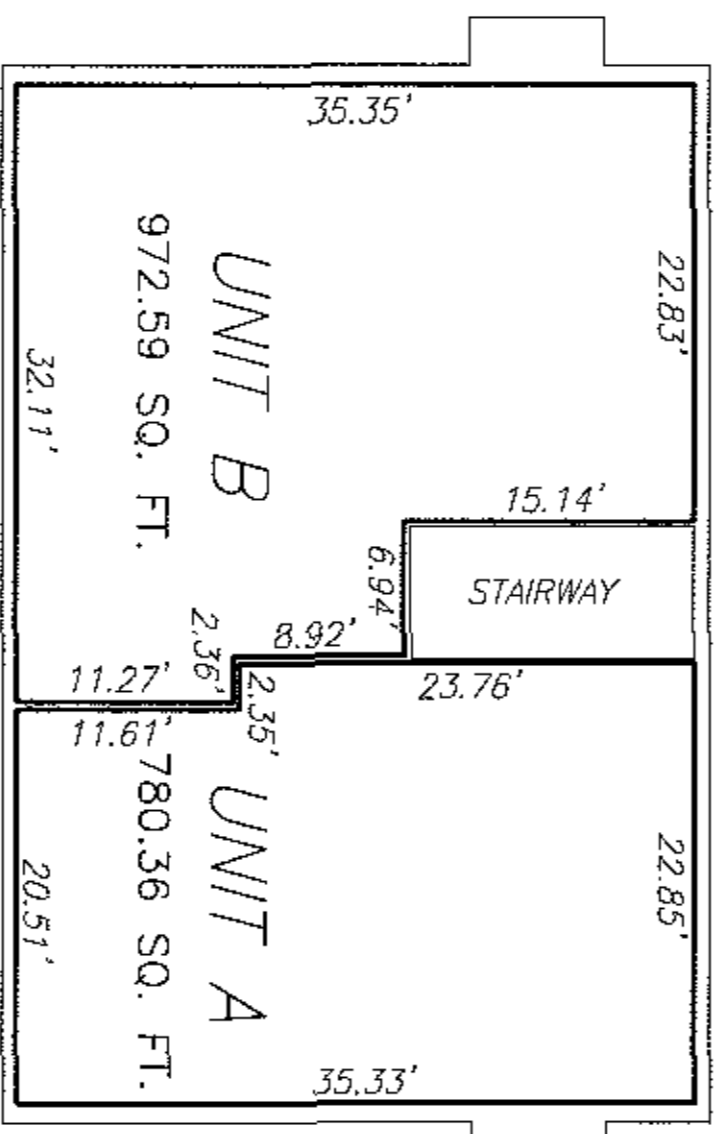 35.35'
22.83'
UNIT B
972.59 SQ. FT.
32.11'
15.14'
STAIRWAY
6.94'
8.92'
2.36'
11.27'
23.76'
2.35'
11.61'
UNIT A
780.36 SQ. FT.
22.85'
20.51'
35.33'